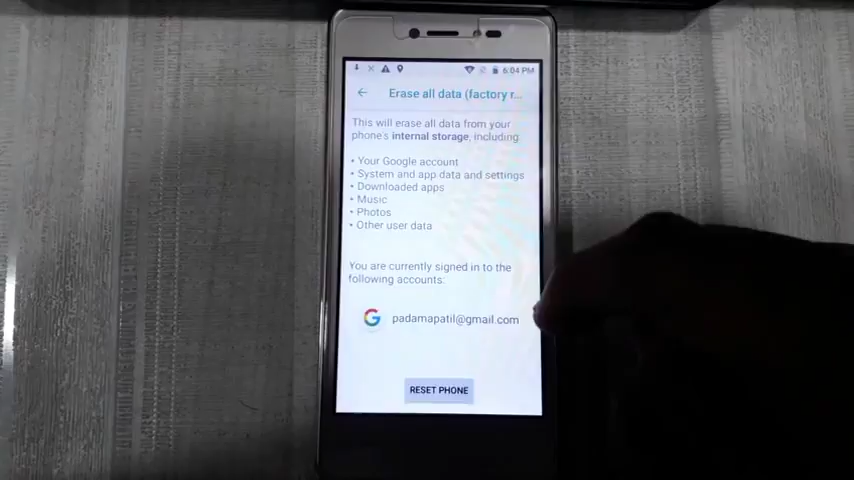 6:04 PM
Erase all data (factory r...
This will erase all data from your
phone's internal storage, including:
• Your Google account
• System and app data and settings
• Downloaded apps
• Music
• Photos
• Other user data
You are currently signed in to the
following accounts:
padamapatil@gmail.com
RESET PHONE